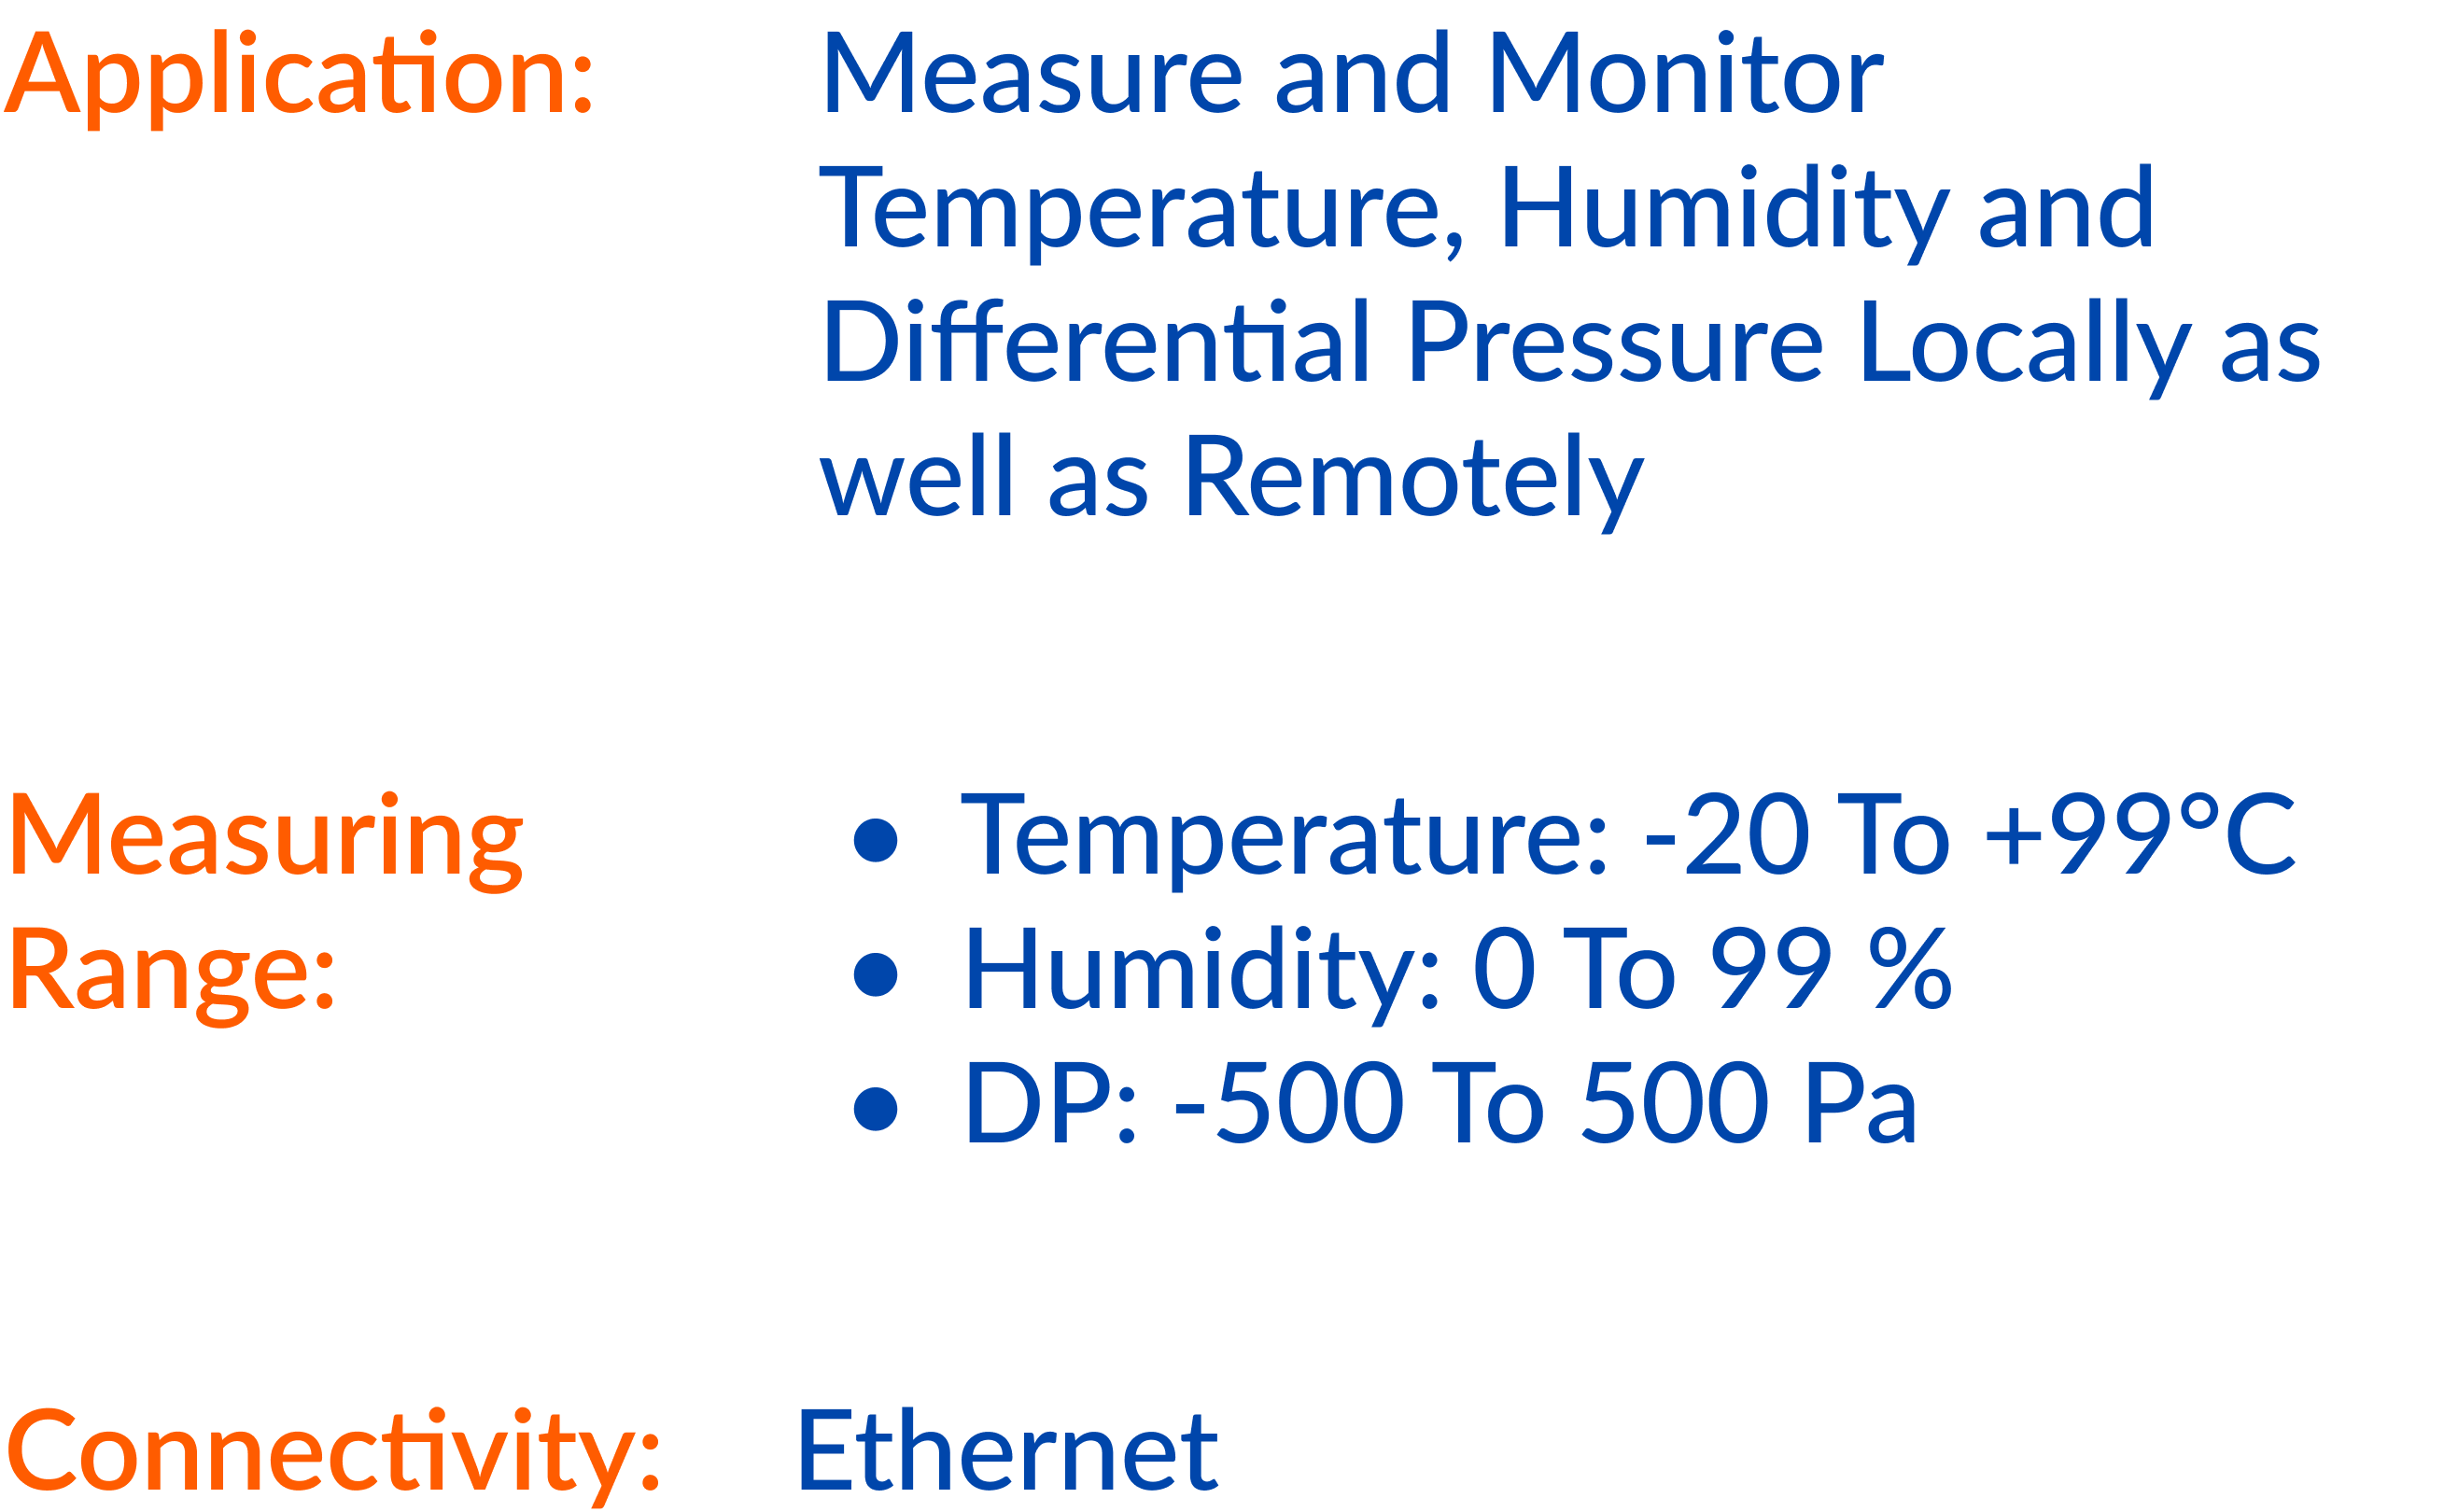 Application: Measure and Monitor
Temperature, Humidity and
Differential Pressure Locally as
well as Remotely
Measuring • Temperature: -20 To +99°C
Range: • Humidity: 0 To 99 %
• DP: -500 To 500 Pa
Connectivity: Ethernet